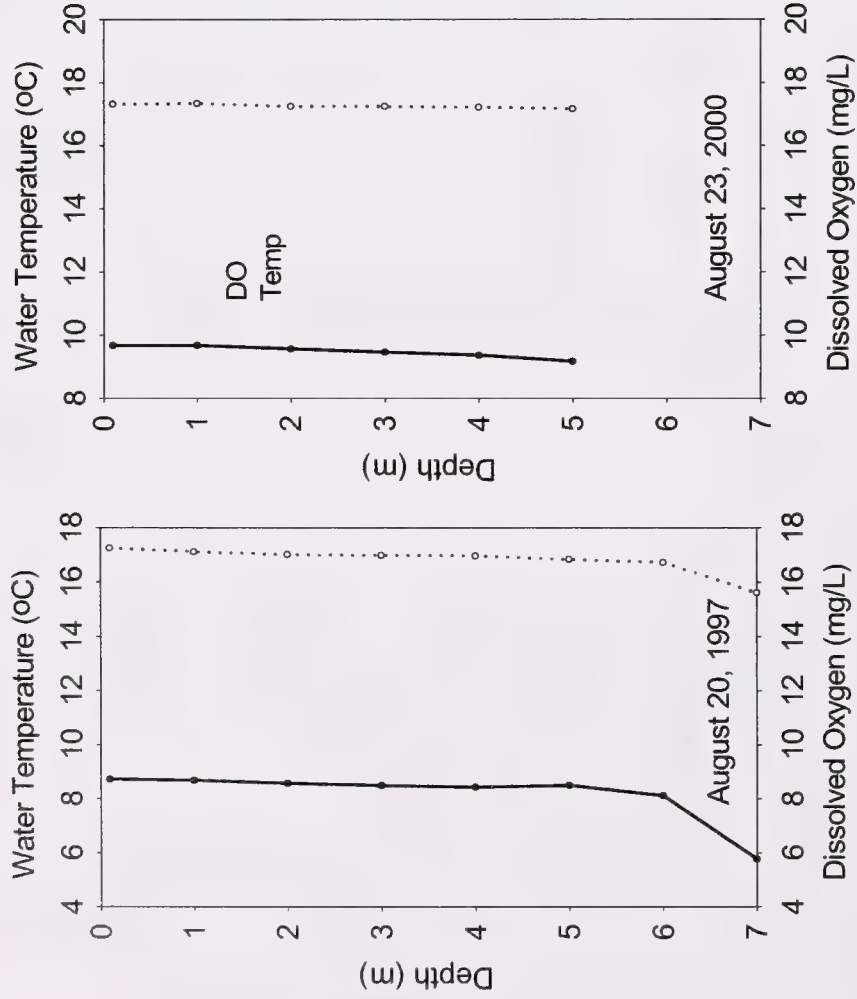 Water Temperature (oC)
4 6 8 10 12 14 16 18
0
1
2
3
4
5
6
7
Depth (m)
August 20, 1997
4 6 8 10 12 14 16 18
Dissolved Oxygen (mg/L)
Water Temperature (oC)
8 10 12 14 16 18 20
0
1
2
3
4
5
6
7
Depth (m)
DO
Temp
August 23, 2000
8 10 12 14 16 18 20
Dissolved Oxygen (mg/L)